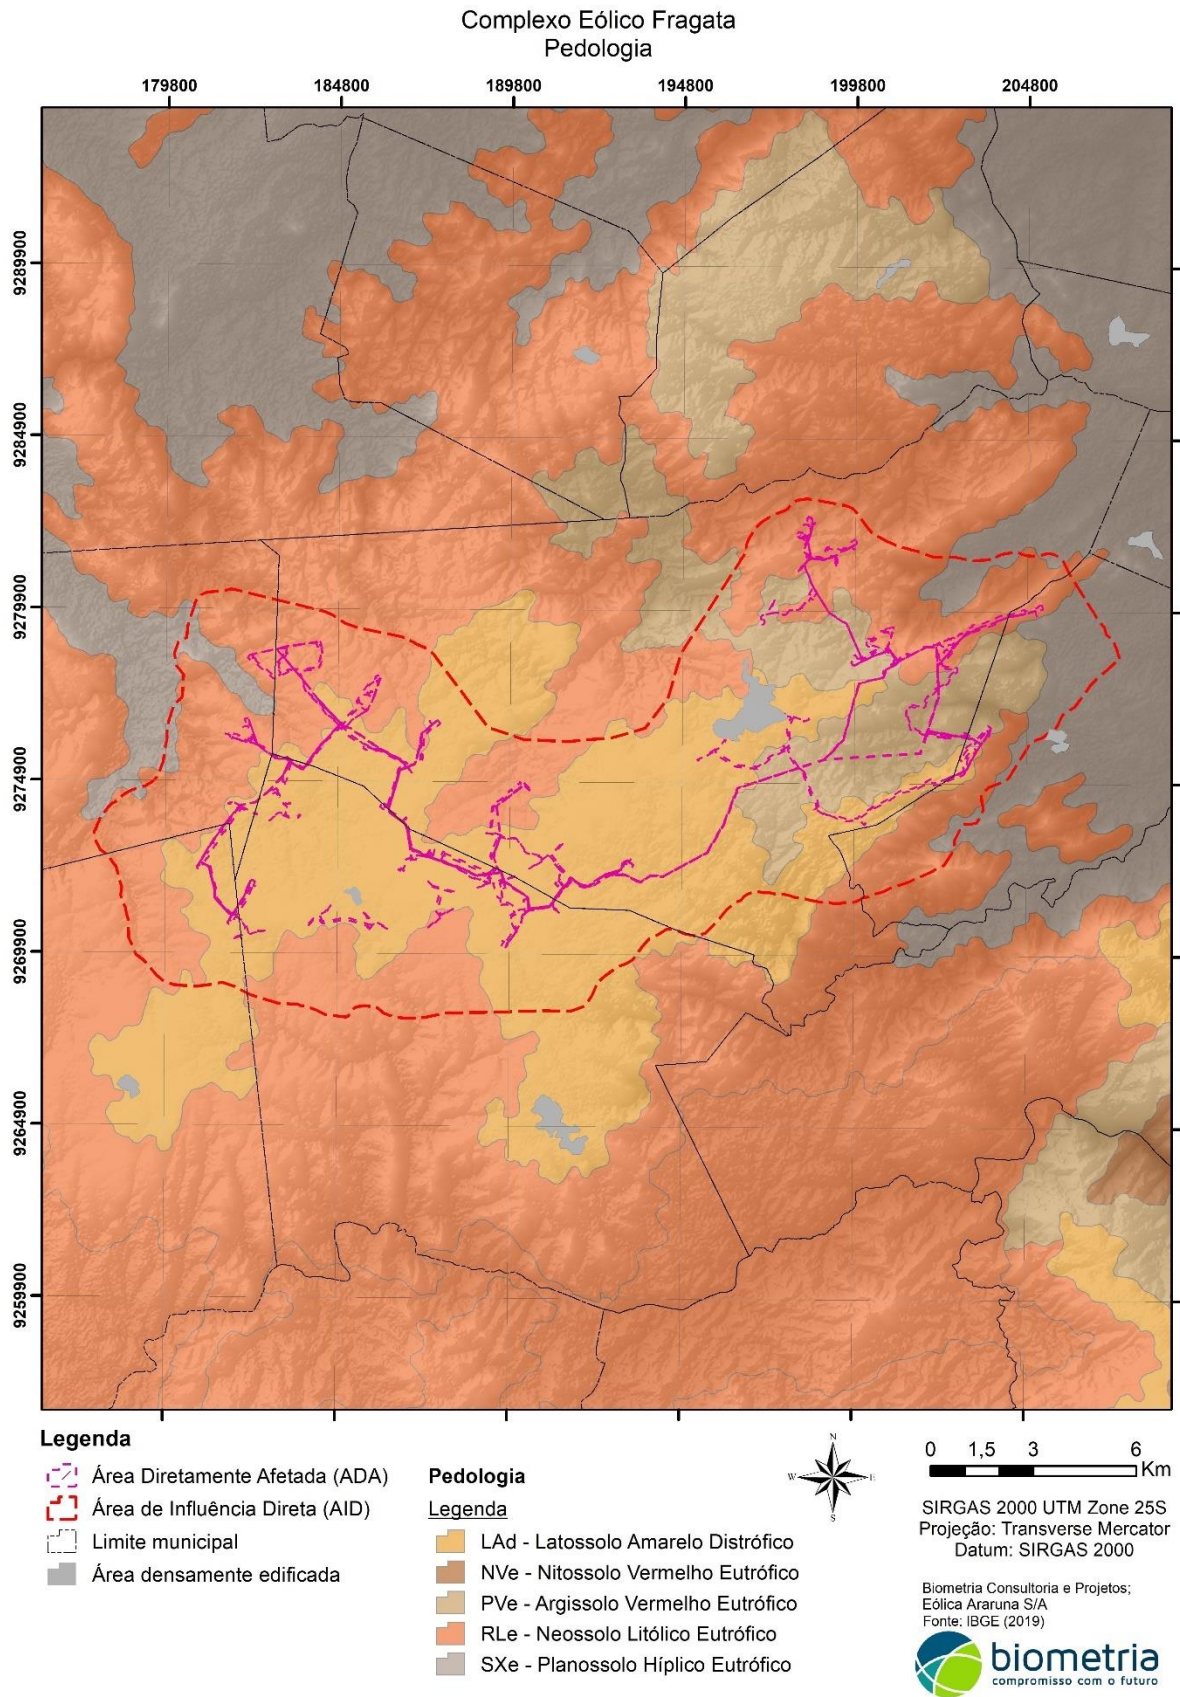 Complexo Eólico Fragata
Pedologia
179800 184800 189800 194800 199800 204800
9289900
9284900
9279900
9274900
9269900
9264900
9259900
Legenda
Área Diretamente Afetada (ADA)
Área de Influência Direta (AID)
Limite municipal
Área densamente edificada
Pedologia
Legenda
LAd - Latossolo Amarelo Distrófico
NVe - Nitossolo Vermelho Eutrófico
PVe - Argissolo Vermelho Eutrófico
RLe - Neossolo Litólico Eutrófico
SXe - Planossolo Híplico Eutrófico
N
W E
S
0 1,5 3 6
Km
SIRGAS 2000 UTM Zone 25S
Projeção: Transverse Mercator
Datum: SIRGAS 2000
Biometria Consultoria e Projetos;
Eólica Araruna S/A
Fonte: IBGE (2019)
biometria
compromisso com o futuro